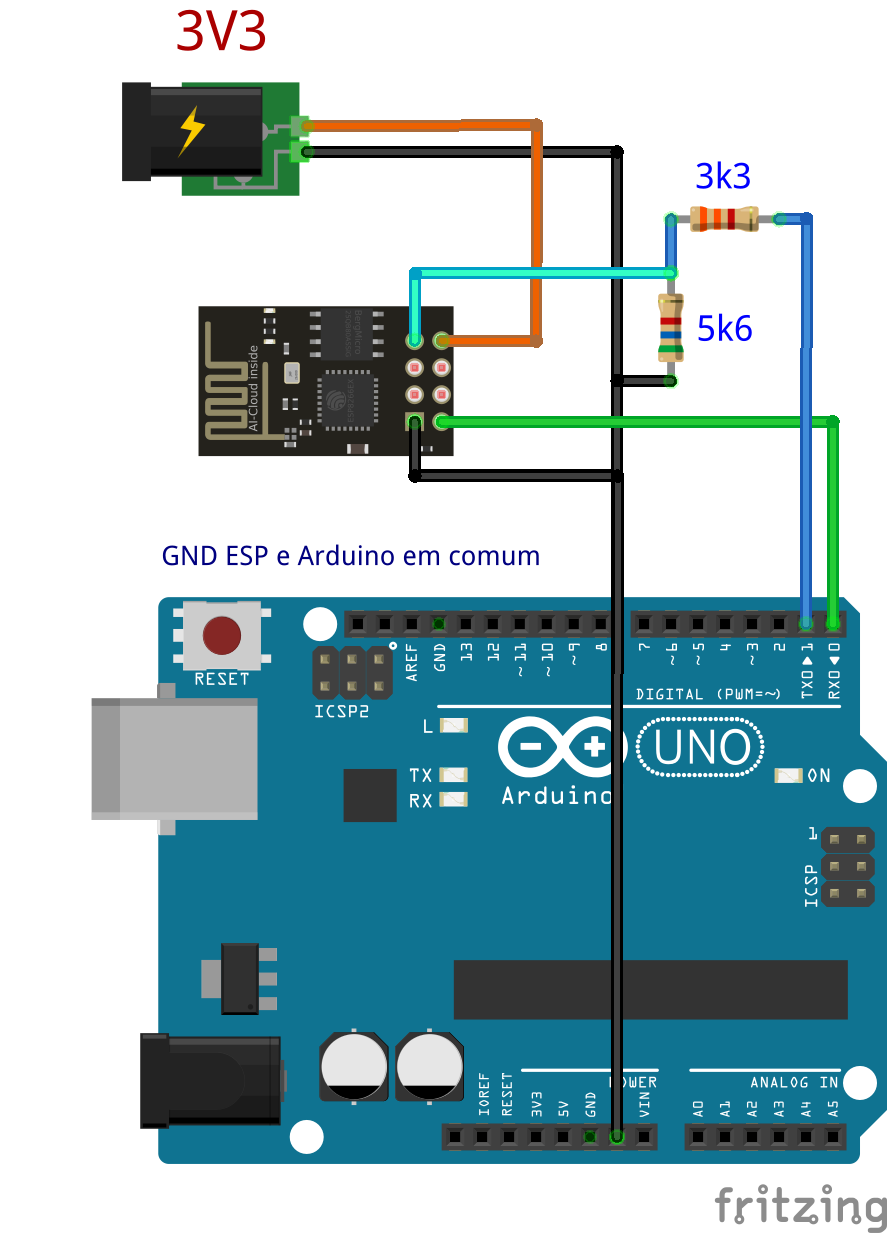 3V3
3k3
5k6
AI-Cloud inside
GND ESP e Arduino em comum
RESET
AREF
GND
13
12
~11
~10
~9
8
7
~6
~5
4
~3
2
TX0▶1
RX0◀0
ICSP2
DIGITAL (PWM=~)
L
TX
RX
Arduino
UNO
ON
1
ICSP
IOREF
RESET
3V3
5V
GND
VIN
POWER
ANALOG IN
A0
A1
A2
A3
A4
A5
fritzing